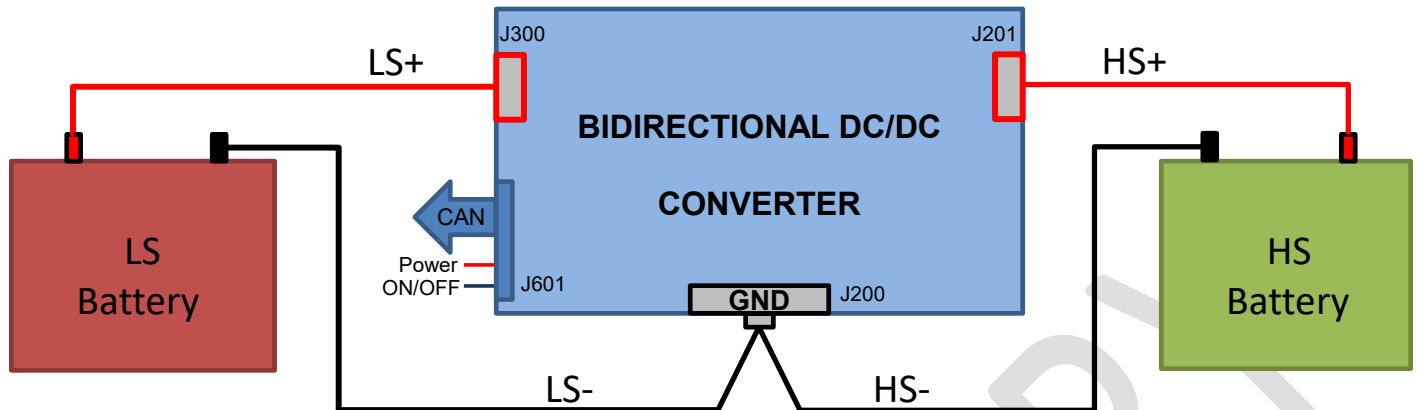 J300
J201
LS+
HS+
BIDIRECTIONAL DC/DC
CONVERTER
CAN
Power
ON/OFF
J601
GND
J200
LS
Battery
HS
Battery
LS-
HS-